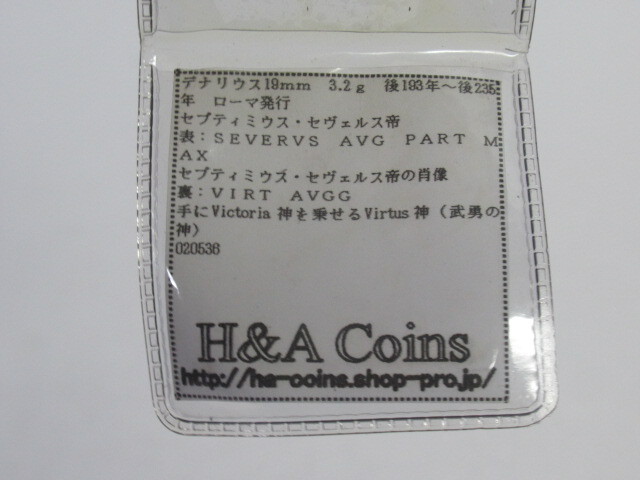 デナリウス19mm 3.2g 後193年～後235
年 ローマ発行
セプティミウス・セヴェルス帝
表：SEVERVS AVG PART M
AX
セプティミウス・セヴェルス帝の肖像
裏：VIRT AVGG
手にVictoria神を乗せるVirtus神（武勇の
神）
020536
H&A Coins
http://ha-coins.shop-pro.jp/